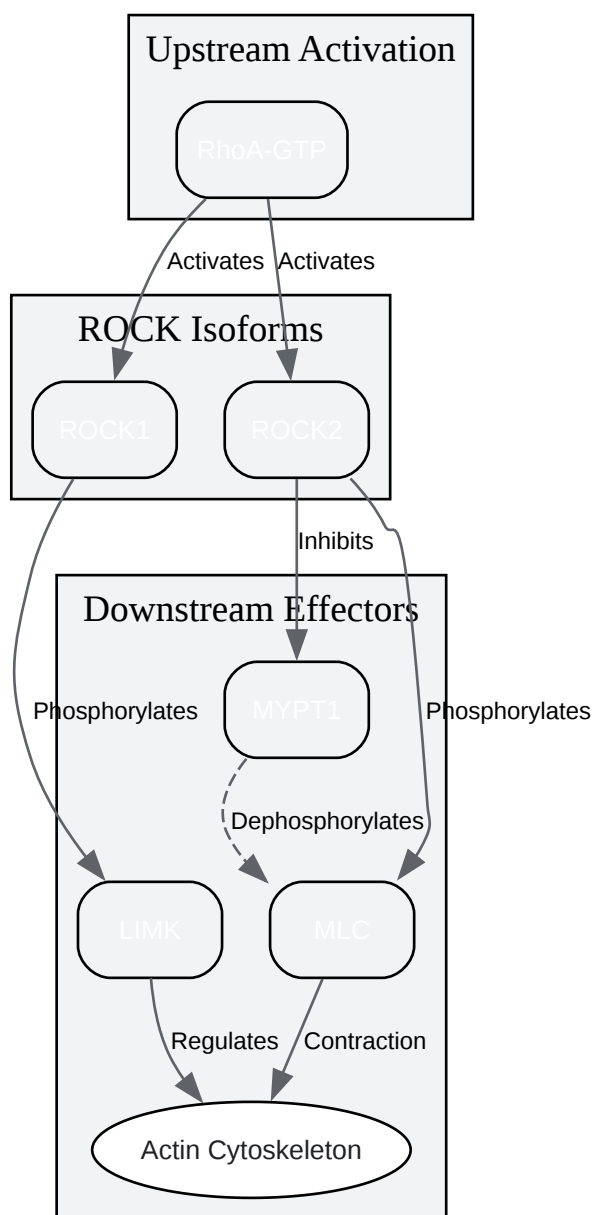 Upstream Activation
RhoA-GTP
Activates
Activates
ROCK Isoforms
ROCK1
ROCK2
Inhibits
Downstream Effectors
MYPT1
Phosphorylates
Phosphorylates
Dephosphorylates
LIMK
MLC
Regulates
Contraction
Actin Cytoskeleton